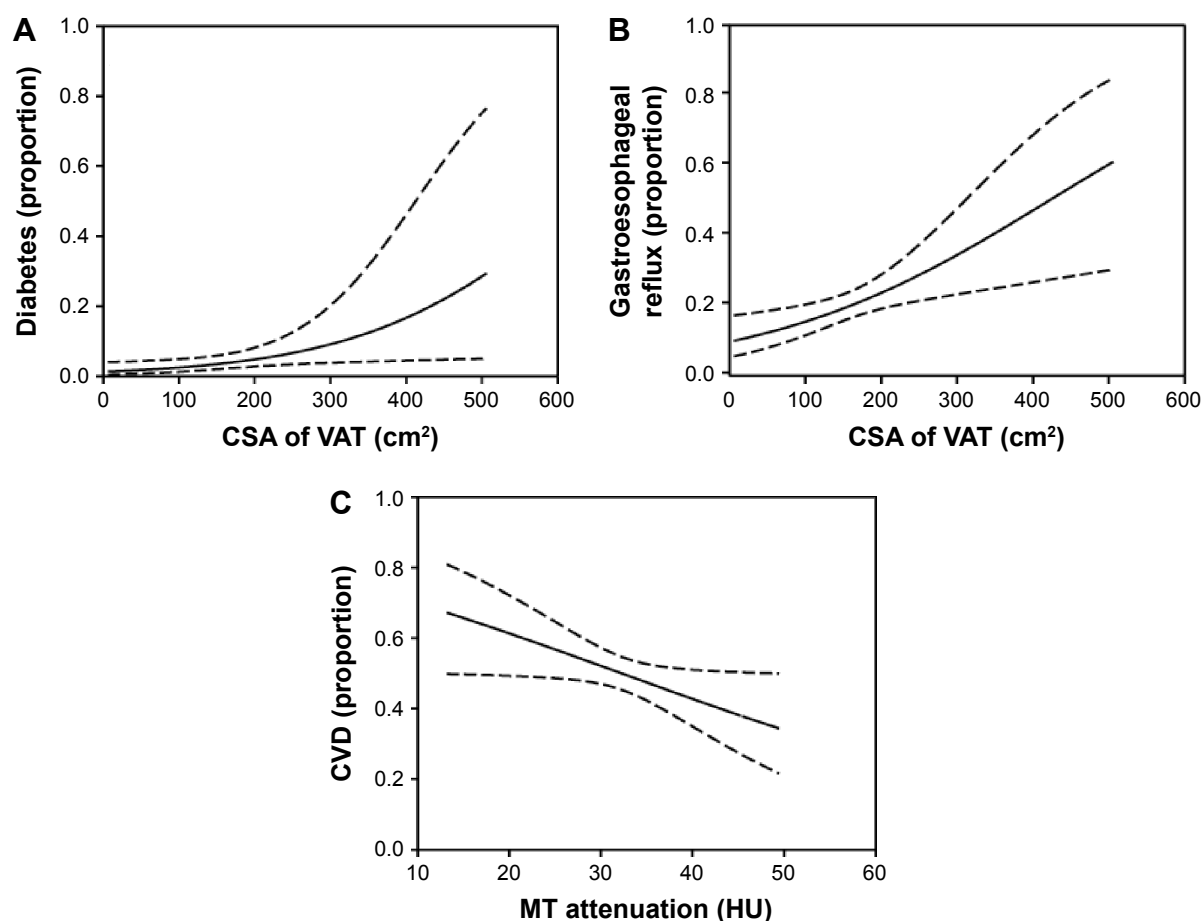 A
Diabetes (proportion)
1.0
0.8
0.6
0.4
0.2
0.0
0 100 200 300 400 500 600
CSA of VAT (cm²)
B
Gastroesophageal
reflux (proportion)
1.0
0.8
0.6
0.4
0.2
0.0
0 100 200 300 400 500 600
CSA of VAT (cm²)
C
CVD (proportion)
1.0
0.8
0.6
0.4
0.2
0.0
10 20 30 40 50 60
MT attenuation (HU)